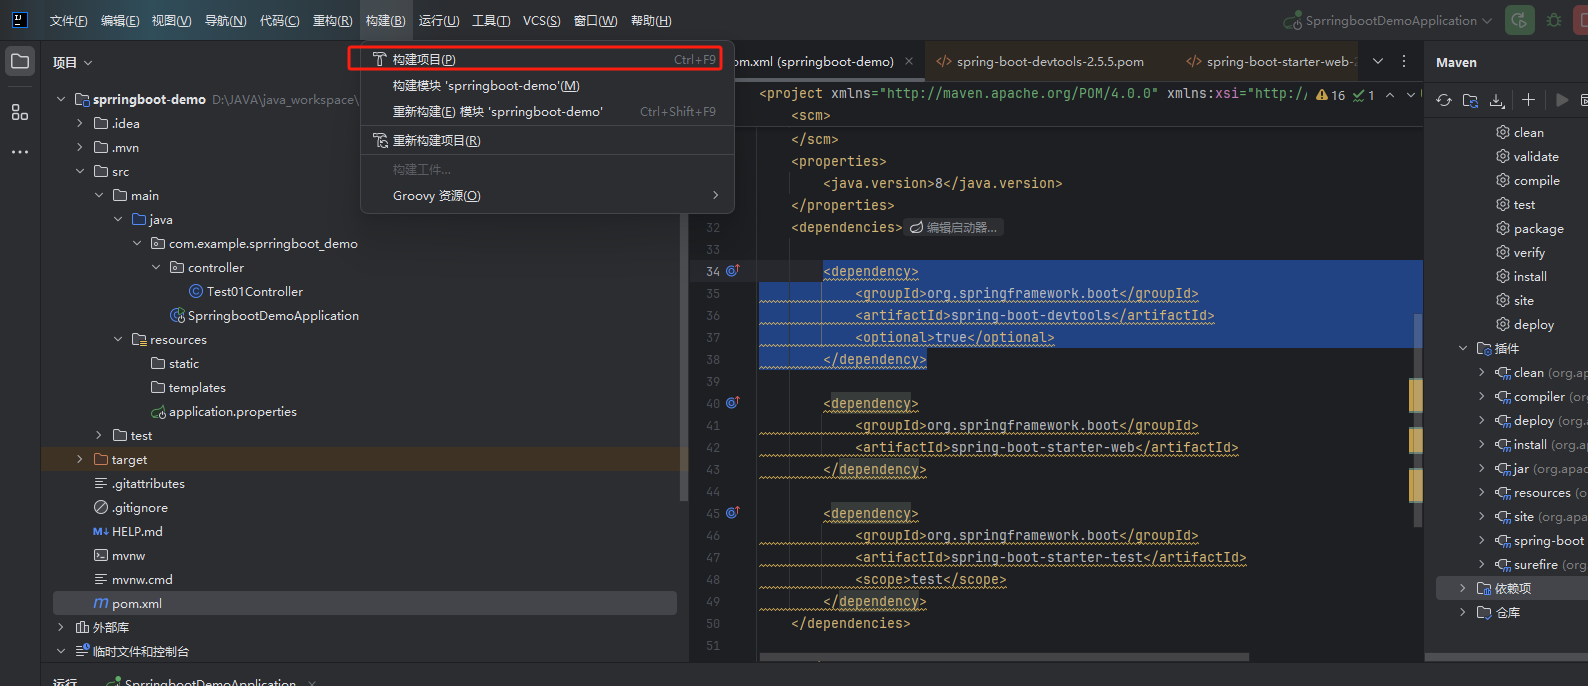 文件(F) 编辑(E) 视图(V) 导航(N) 代码(C) 重构(R) 构建(B) 运行(U) 工具(T) VCS(S) 窗口(W) 帮助(H) SprringbootDemoApplication
项目
sprringboot-demo D:\JAVA\java_workspace\
.idea
.mvn
src
main
java
com.example.sprringboot_demo
controller
Test01Controller
SpringbootDemoApplication
resources
static
templates
application.properties
test
target
.gitattributes
.gitignore
M↓ HELP.md
mvnw
mvnw.cmd
m pom.xml
外部库
临时文件和控制台
运行 SprringbootDemoApplication
构建项目(P) Ctrl+F9
构建模块 'sprringboot-demo'(M)
重新构建(E) 模块 'sprringboot-demo' Ctrl+Shift+F9
重新构建项目(R)
构建工件...
Groovy 资源(O)
om.xml (sprringboot-demo) spring-boot-devtools-2.5.5.pom spring-boot-starter-web-2
<project xmlns="http://maven.apache.org/POM/4.0.0" xmlns:xsi="http:/ 16 1
<scm>
</scm>
<properties>
<java.version>8</java.version>
</properties>
<dependencies> 编辑启动器...
32
33
34 <dependency>
35 <groupId>org.springframework.boot</groupId>
36 <artifactId>spring-boot-devtools</artifactId>
37 <optional>true</optional>
38 </dependency>
39
40 <dependency>
41 <groupId>org.springframework.boot</groupId>
42 <artifactId>spring-boot-starter-web</artifactId>
43 </dependency>
44
45 <dependency>
46 <groupId>org.springframework.boot</groupId>
47 <artifactId>spring-boot-starter-test</artifactId>
48 <scope>test</scope>
49 </dependency>
50 </dependencies>
51
Maven
clean
validate
compile
test
package
verify
install
site
deploy
插件
clean (org.ap
compiler (or
deploy (org.
install (org.
jar (org.apac
resources (o
site (org.apa
spring-boot
surefire (org
依赖项
仓库